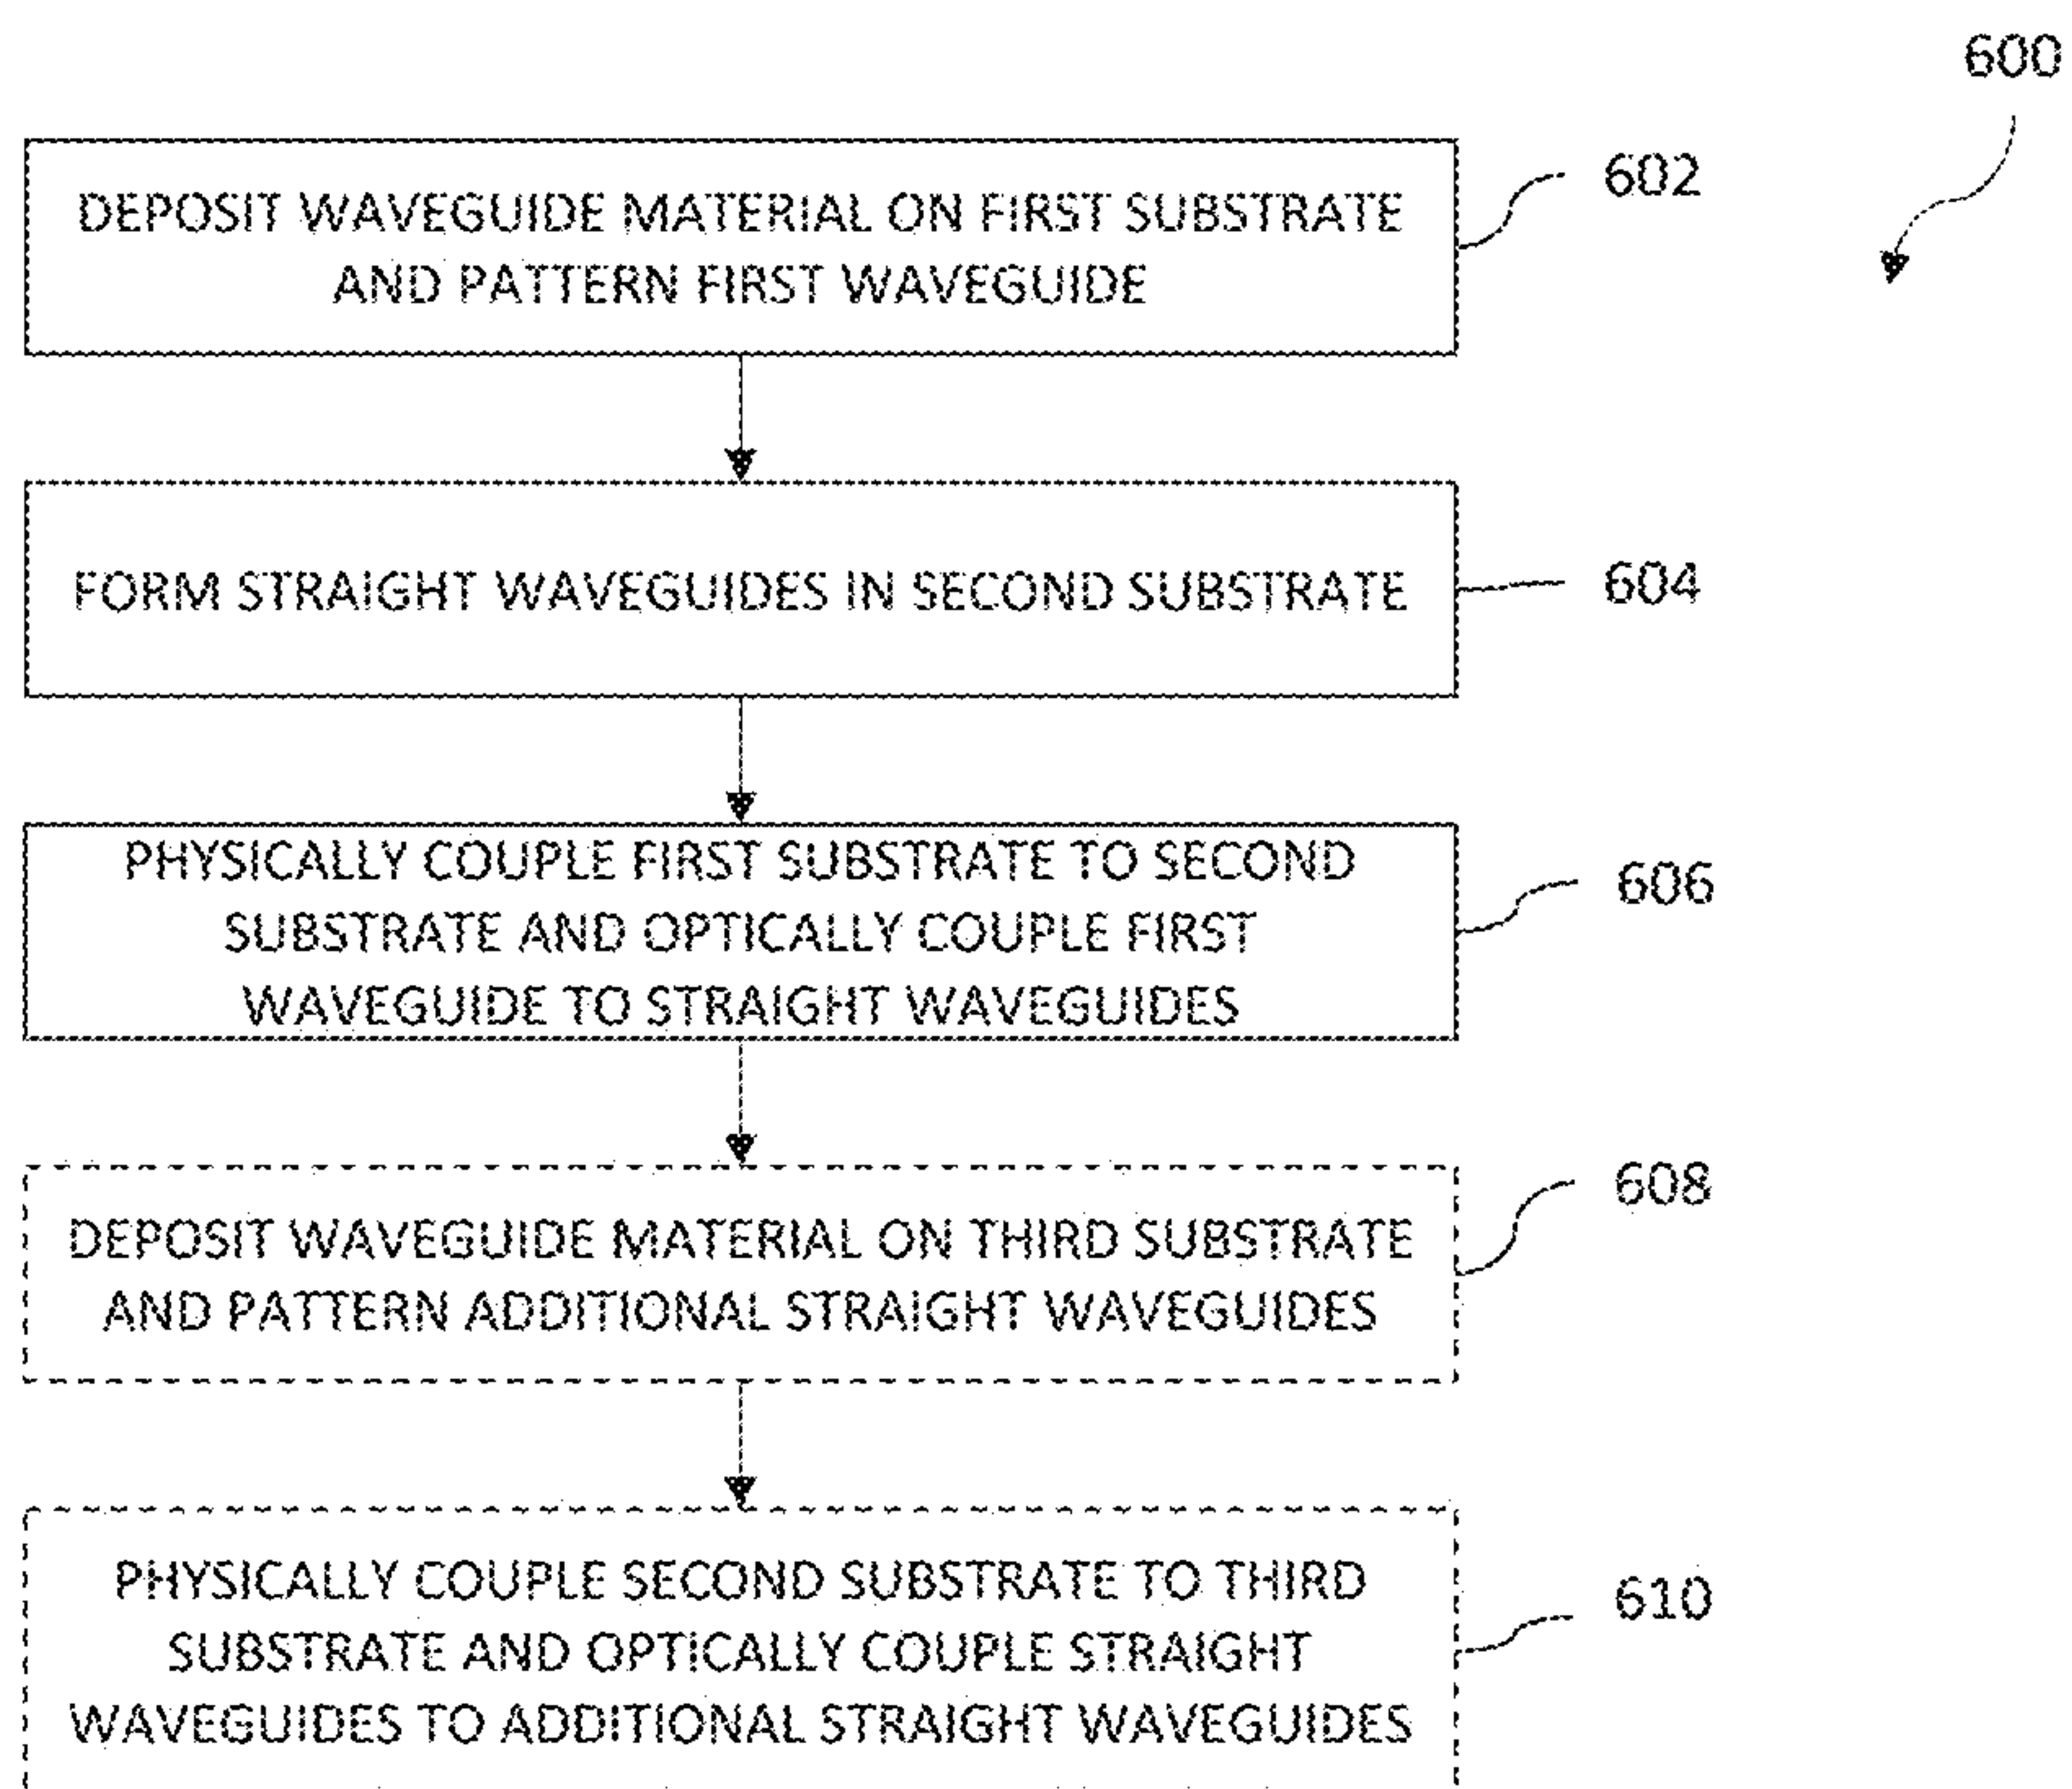 600
602
DEPOSIT WAVEGUIDE MATERIAL ON FIRST SUBSTRATE
AND PATTERN FIRST WAVEGUIDE
FORM STRAIGHT WAVEGUIDES IN SECOND SUBSTRATE
604
PHYSICALLY COUPLE FIRST SUBSTRATE TO SECOND
SUBSTRATE AND OPTICALLY COUPLE FIRST
WAVEGUIDE TO STRAIGHT WAVEGUIDES
606
608
DEPOSIT WAVEGUIDE MATERIAL ON THIRD SUBSTRATE
AND PATTERN ADDITIONAL STRAIGHT WAVEGUIDES
PHYSICALLY COUPLE SECOND SUBSTRATE TO THIRD
SUBSTRATE AND OPTICALLY COUPLE STRAIGHT
WAVEGUIDES TO ADDITIONAL STRAIGHT WAVEGUIDES
610